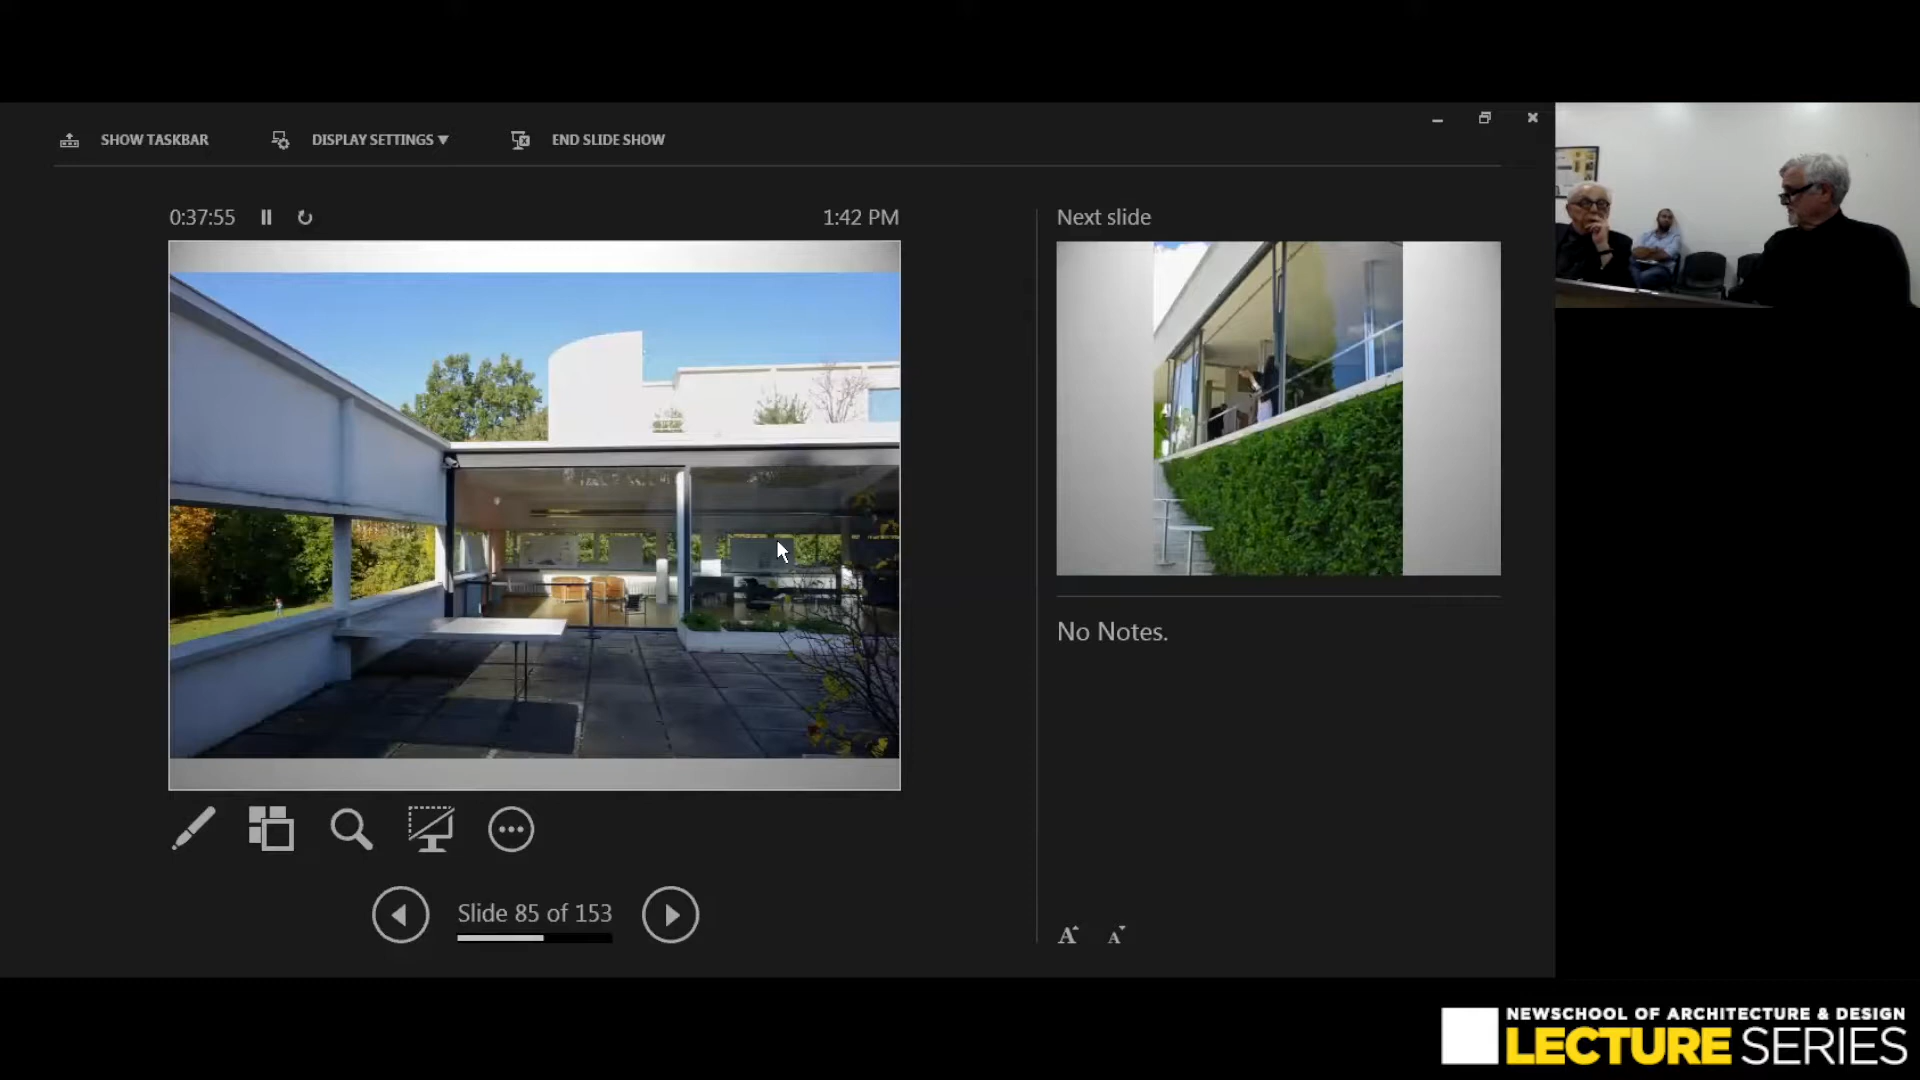 SHOW TASKBAR
DISPLAY SETTINGS ▼
END SLIDE SHOW
0:37:55
1:42 PM
Next slide
No Notes.
Slide 85 of 153
A A
NEWSCHOOL OF ARCHITECTURE & DESIGN
LECTURE SERIES